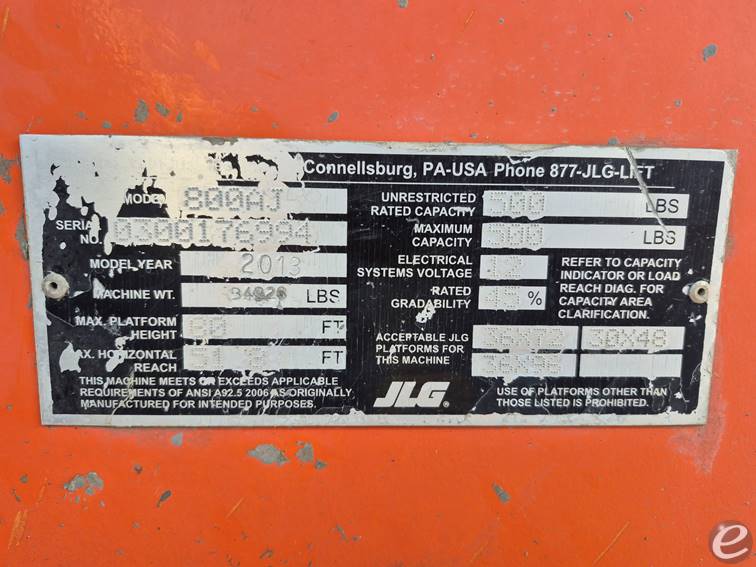 Connellsburg, PA-USA Phone 877-JLG-LIFT
MODEL 800AJ
SERIAL NO. 0300176994
MODEL YEAR 2013
MACHINE WT. LBS
MAX. PLATFORM HEIGHT 80 FT
MAX. HORIZONTAL REACH FT
UNRESTRICTED RATED CAPACITY 500 LBS
MAXIMUM CAPACITY LBS
ELECTRICAL SYSTEMS VOLTAGE 12
RATED GRADABILITY 45 %
REFER TO CAPACITY
INDICATOR OR LOAD
REACH DIAG. FOR
CAPACITY AREA
CLARIFICATION.
ACCEPTABLE JLG
PLATFORMS FOR
THIS MACHINE
36X72 30X48
36X96
THIS MACHINE MEETS OR EXCEEDS APPLICABLE
REQUIREMENTS OF ANSI A92.5 2006 AS ORIGINALLY
MANUFACTURED FOR INTENDED PURPOSES.
JLG®
USE OF PLATFORMS OTHER THAN
THOSE LISTED IS PROHIBITED.
e